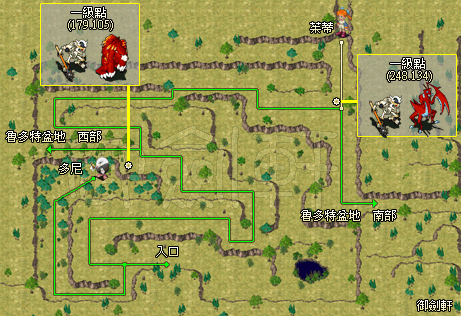 一級點
(179.105)
茱蒂
一級點
(248.134)
魯多特盆地 西部
多尼
魯多特盆地 南部
入口
御劍軒